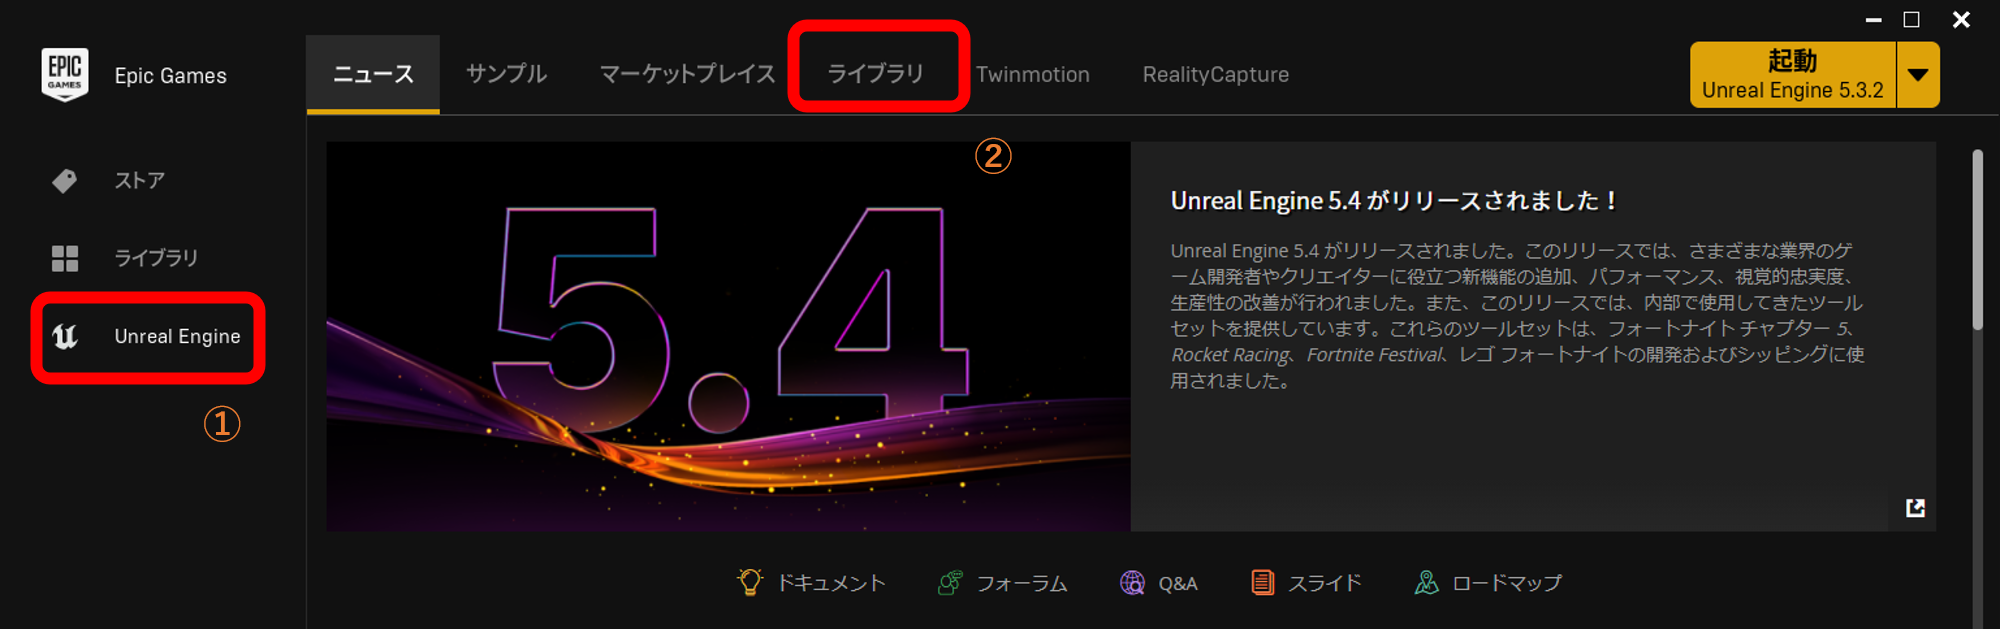 EPIC
GAMES
Epic Games
ストア
ライブラリ
Unreal Engine
①
ニュース
サンプル
マーケットプレイス
ライブラリ
Twinmotion
RealityCapture
起動
Unreal Engine 5.3.2
②
5.4
Unreal Engine 5.4 がリリースされました！
Unreal Engine 5.4 がリリースされました。このリリースでは、さまざまな業界のゲ
ーム開発者やクリエイターに役立つ新機能の追加、パフォーマンス、視覚的忠実度、
生産性の改善が行われました。また、このリリースでは、内部で使用してきたツール
セットを提供しています。これらのツールセットは、フォートナイト チャプター 5、
Rocket Racing、Fortnite Festival、レゴ フォートナイトの開発およびシッピングに使
用されました。
ドキュメント
フォーラム
Q&A
スライド
ロードマップ